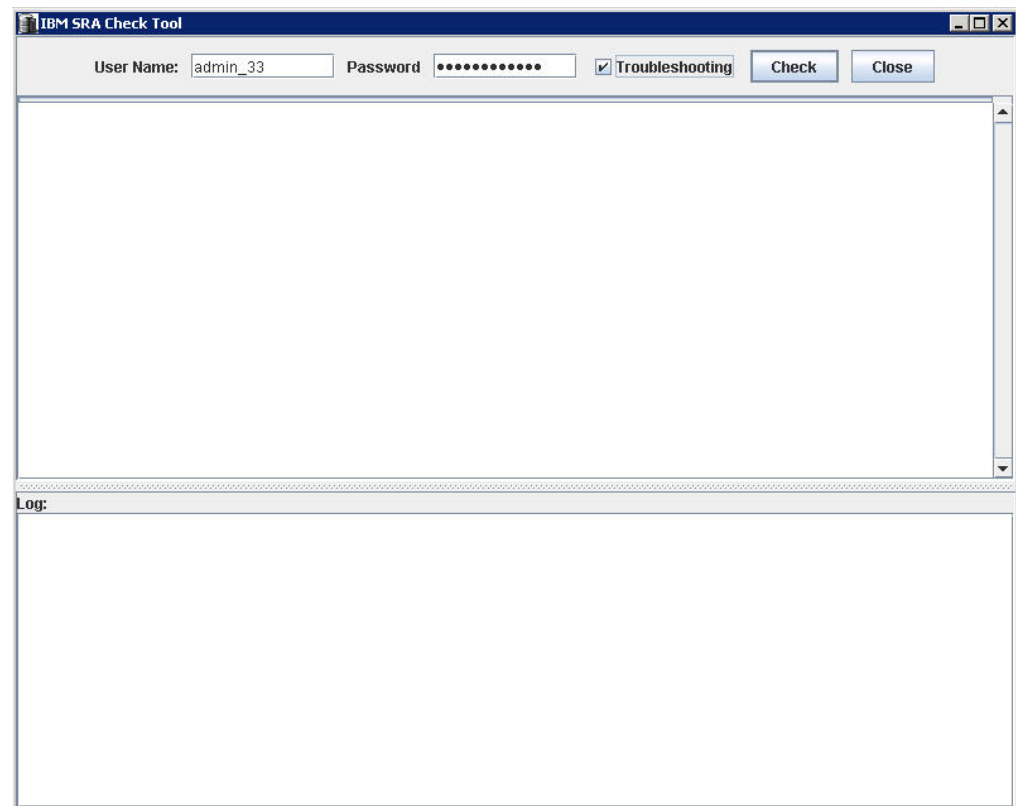 IBM SRA Check Tool
User Name: admin_33 Password •••••••••••• Troubleshooting Check Close
Log: